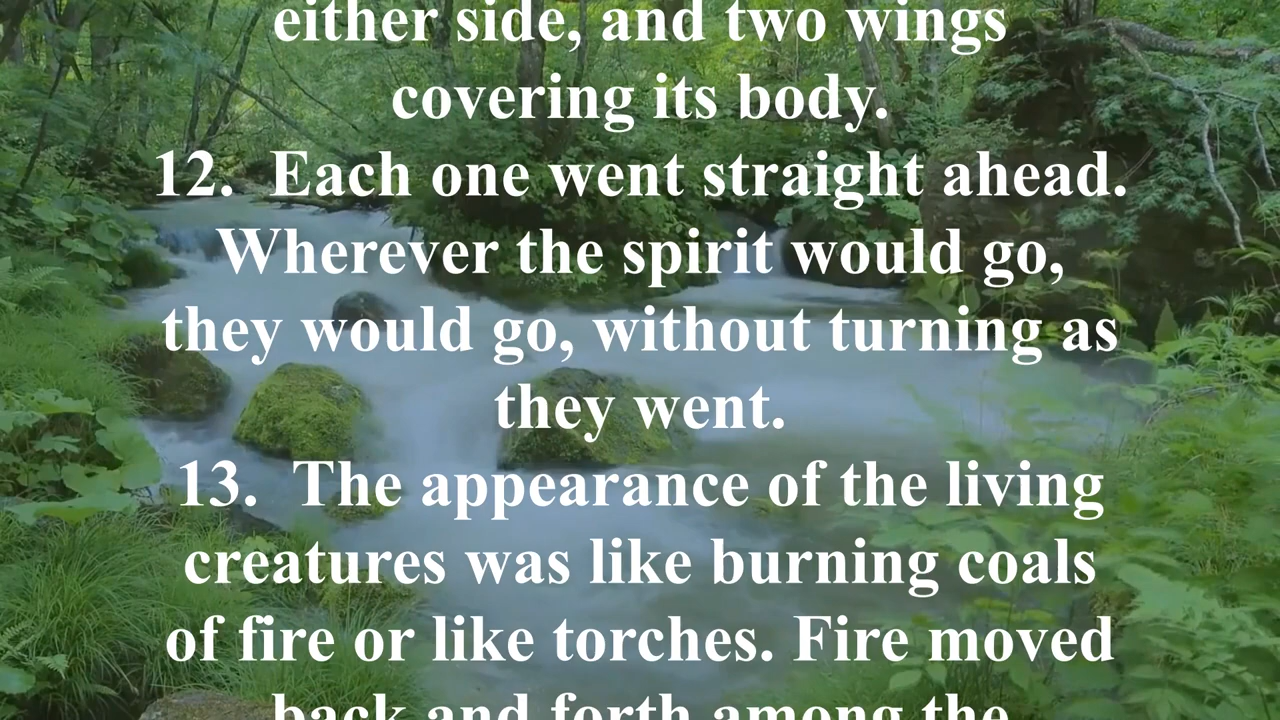 either side, and two wings
covering its body.
12.  Each one went straight ahead.
Wherever the spirit would go,
they would go, without turning as
they went.
13.  The appearance of the living
creatures was like burning coals
of fire or like torches. Fire moved
back and forth among the